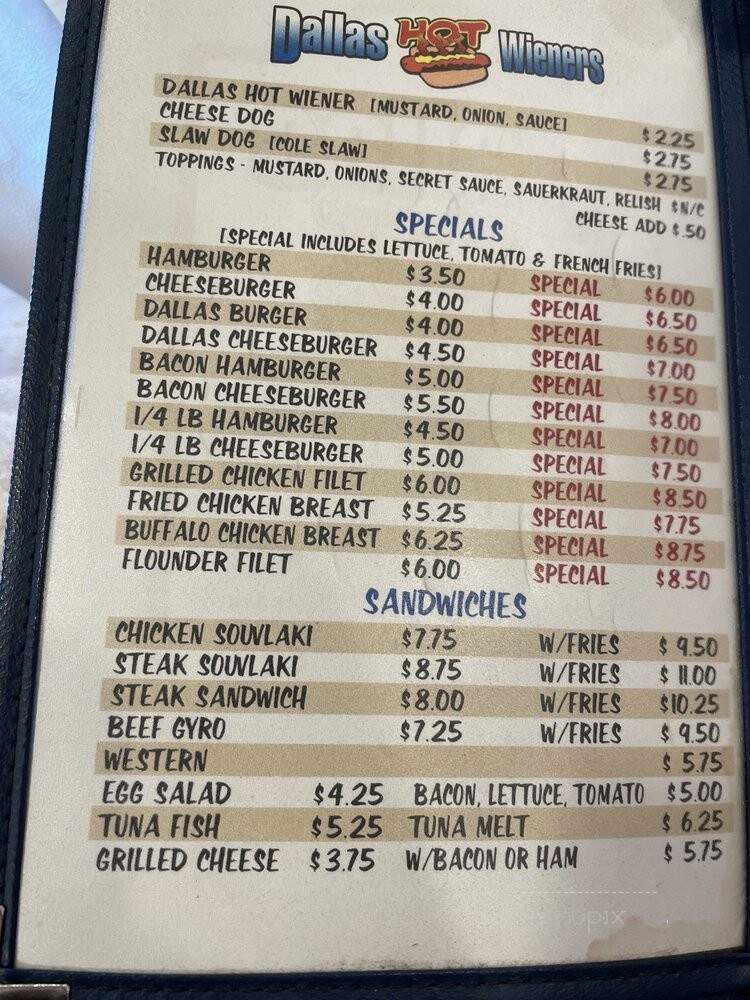 Dallas HOT Wieners
DALLAS HOT WIENER [MUSTARD, ONION, SAUCE] $2.25
CHEESE DOG $2.75
SLAW DOG [COLE SLAW] $2.75
TOPPINGS - MUSTARD, ONIONS, SECRET SAUCE, SAUERKRAUT, RELISH $N/C
CHEESE ADD $.50
SPECIALS
[SPECIAL INCLUDES LETTUCE, TOMATO & FRENCH FRIES]
HAMBURGER $3.50 SPECIAL $6.00
CHEESEBURGER $4.00 SPECIAL $6.50
DALLAS BURGER $4.00 SPECIAL $6.50
DALLAS CHEESEBURGER $4.50 SPECIAL $7.00
BACON HAMBURGER $5.00 SPECIAL $7.50
BACON CHEESEBURGER $5.50 SPECIAL $8.00
1/4 LB HAMBURGER $4.50 SPECIAL $7.00
1/4 LB CHEESEBURGER $5.00 SPECIAL $7.50
GRILLED CHICKEN FILET $6.00 SPECIAL $8.50
FRIED CHICKEN BREAST $5.25 SPECIAL $7.75
BUFFALO CHICKEN BREAST $6.25 SPECIAL $8.75
FLOUNDER FILET $6.00 SPECIAL $8.50
SANDWICHES
CHICKEN SOUVLAKI $7.75 W/FRIES $ 9.50
STEAK SOUVLAKI $8.75 W/FRIES $ 11.00
STEAK SANDWICH $8.00 W/FRIES $10.25
BEEF GYRO $7.25 W/FRIES $ 9.50
WESTERN $ 5.75
EGG SALAD $4.25 BACON, LETTUCE, TOMATO $5.00
TUNA FISH $5.25 TUNA MELT $ 6.25
GRILLED CHEESE $3.75 W/BACON OR HAM $ 5.75